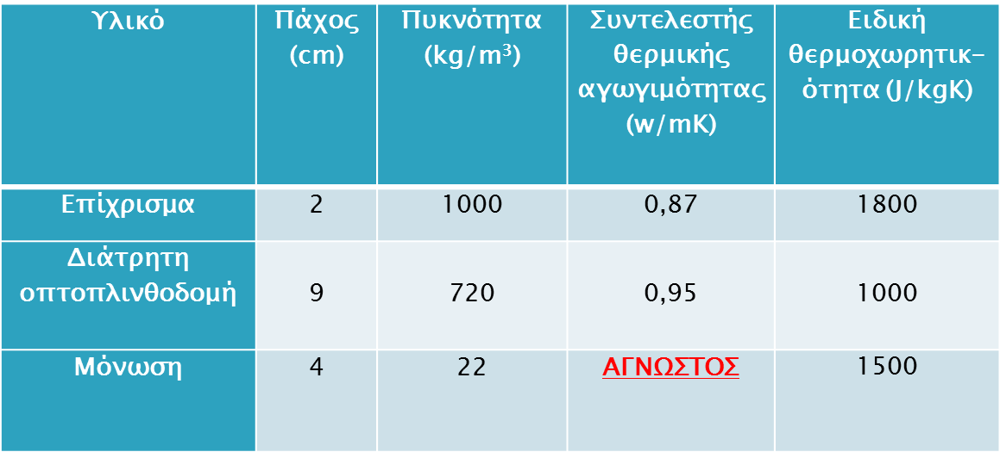 Υλικό
Πάχος
(cm)
Πυκνότητα
(kg/m³)
Συντελεστής
θερμικής
αγωγιμότητας
(w/mK)
Ειδική
θερμοχωρητικ-
ότητα (J/kgK)
Επίχρισμα
2
1000
0,87
1800
Διάτρητη
οπτοπλινθοδομή
9
720
0,95
1000
Μόνωση
4
22
ΑΓΝΩΣΤΟΣ
1500